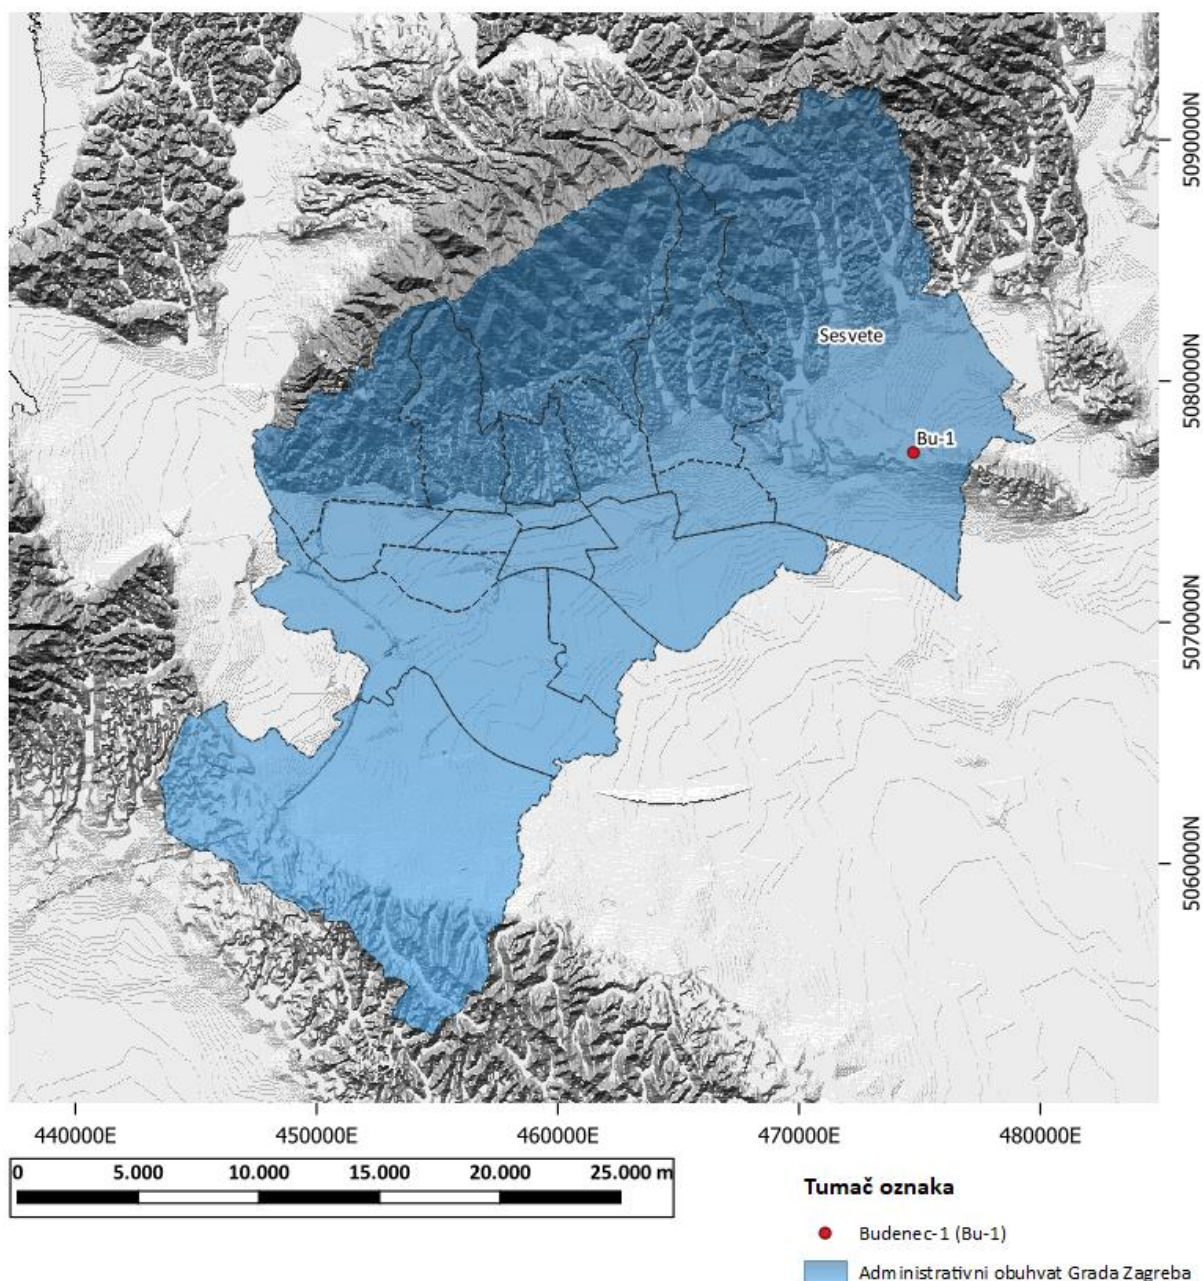 5090000N
Sesvete
5080000N
Bu-1
5070000N
5060000N
440000E 450000E 460000E 470000E 480000E
0 5.000 10.000 15.000 20.000 25.000 m
Tumač oznaka
Budenec-1 (Bu-1)
Administrativni obuhvat Grada Zagreba